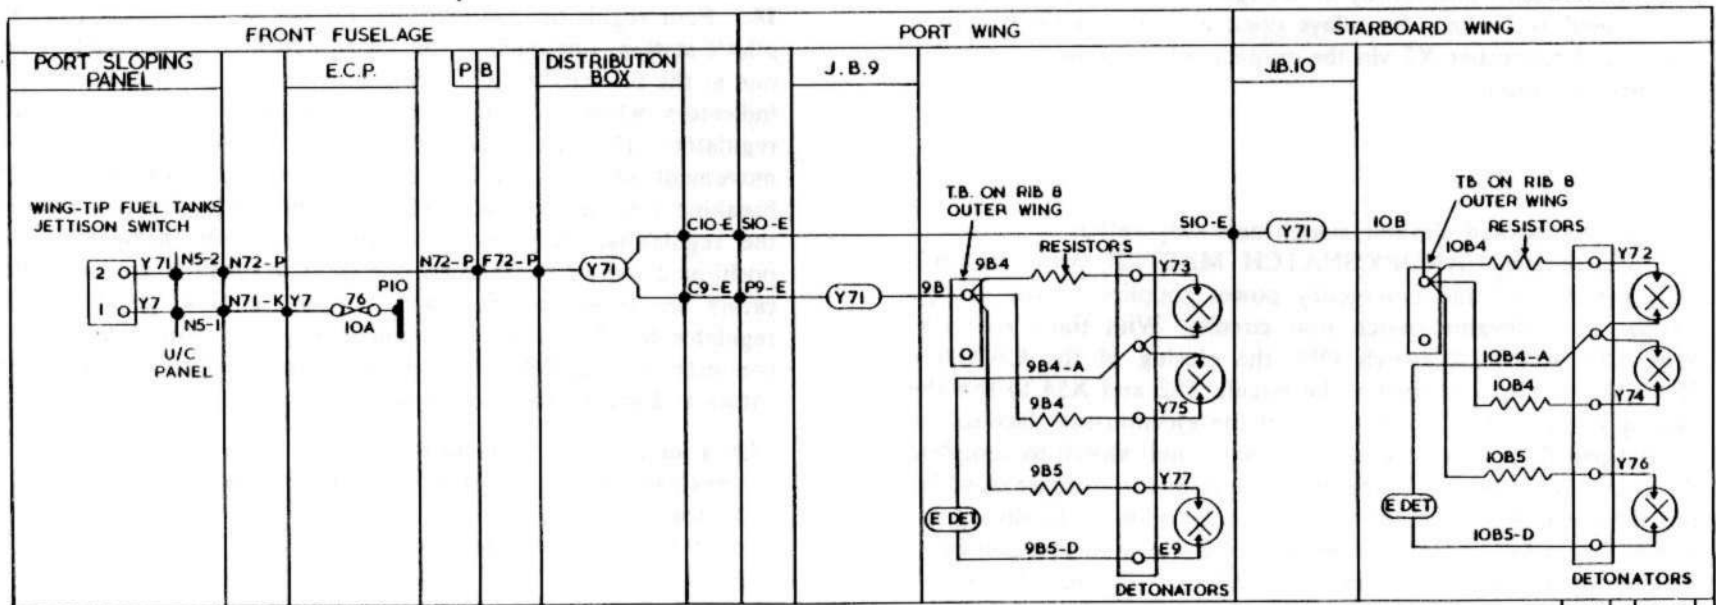 FRONT FUSELAGE
PORT WING
STARBOARD WING
PORT SLOPING
PANEL
E.C.P.
P B
DISTRIBUTION
BOX
J.B.9
J.B.10
WING-TIP FUEL TANKS
JETTISON SWITCH
2
Y71
N5-2
N72-P
N72-P
F72-P
Y71
C10-E
S10-E
S10-E
Y71
10B
1
Y7
N5-1
N71-K
Y7
76
10A
P10
C9-E
P9-E
Y71
9B
U/C
PANEL
T.B. ON RIB 8
OUTER WING
RESISTORS
9B4
Y73
9B4-A
9B4
Y75
9B5
Y77
E DET
9B5-D
E9
DETONATORS
TB ON RIB 8
OUTER WING
RESISTORS
10B4
Y72
10B4-A
10B4
Y74
10B5
Y76
E DET
10B5-D
DETONATORS